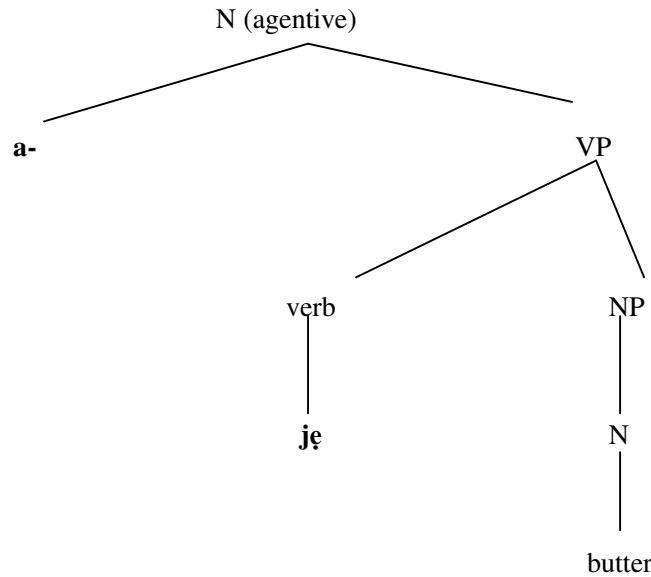 N (agentive)
a- VP
verb NP
jẹ N
butter